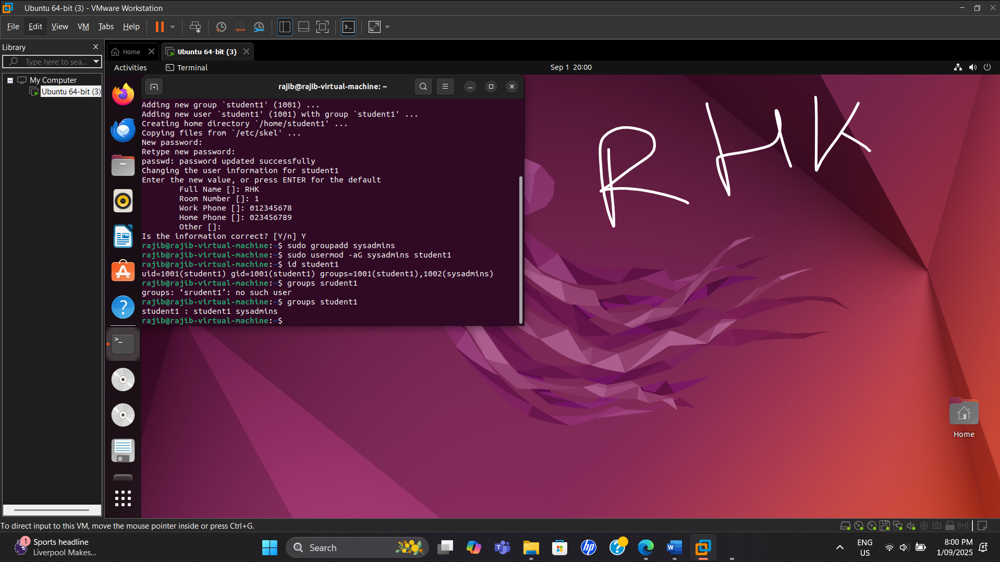 Ubuntu 64-bit (3) - VMware Workstation
File Edit View VM Tabs Help
Library
Home
Ubuntu 64-bit (3)
Type here to sea...
Activities
Terminal
Sep 1 20:00
My Computer
Ubuntu 64-bit (3)
rajib@rajib-virtual-machine: ~
Adding new group `student1' (1001) ...
Adding new user `student1' (1001) with group `student1' ...
Creating home directory `/home/student1' ...
Copying files from `/etc/skel' ...
New password:
Retype new password:
passwd: password updated successfully
Changing the user information for student1
Enter the new value, or press ENTER for the default
Full Name []: RHK
Room Number []: 1
Work Phone []: 012345678
Home Phone []: 023456789
Other []:
Is the information correct? [Y/n] Y
rajib@rajib-virtual-machine:~$ sudo groupadd sysadmins
rajib@rajib-virtual-machine:~$ sudo usermod -aG sysadmins student1
rajib@rajib-virtual-machine:~$ id student1
uid=1001(student1) gid=1001(student1) groups=1001(student1),1002(sysadmins)
rajib@rajib-virtual-machine:~$ groups srudent1
groups: ‘srudent1’: no such user
rajib@rajib-virtual-machine:~$ groups student1
student1 : student1 sysadmins
rajib@rajib-virtual-machine:~$
RHK
Home
To direct input to this VM, move the mouse pointer inside or press Ctrl+G.
1
Sports headline
Liverpool Makes...
Search
ENG
US
8:00 PM
1/09/2025